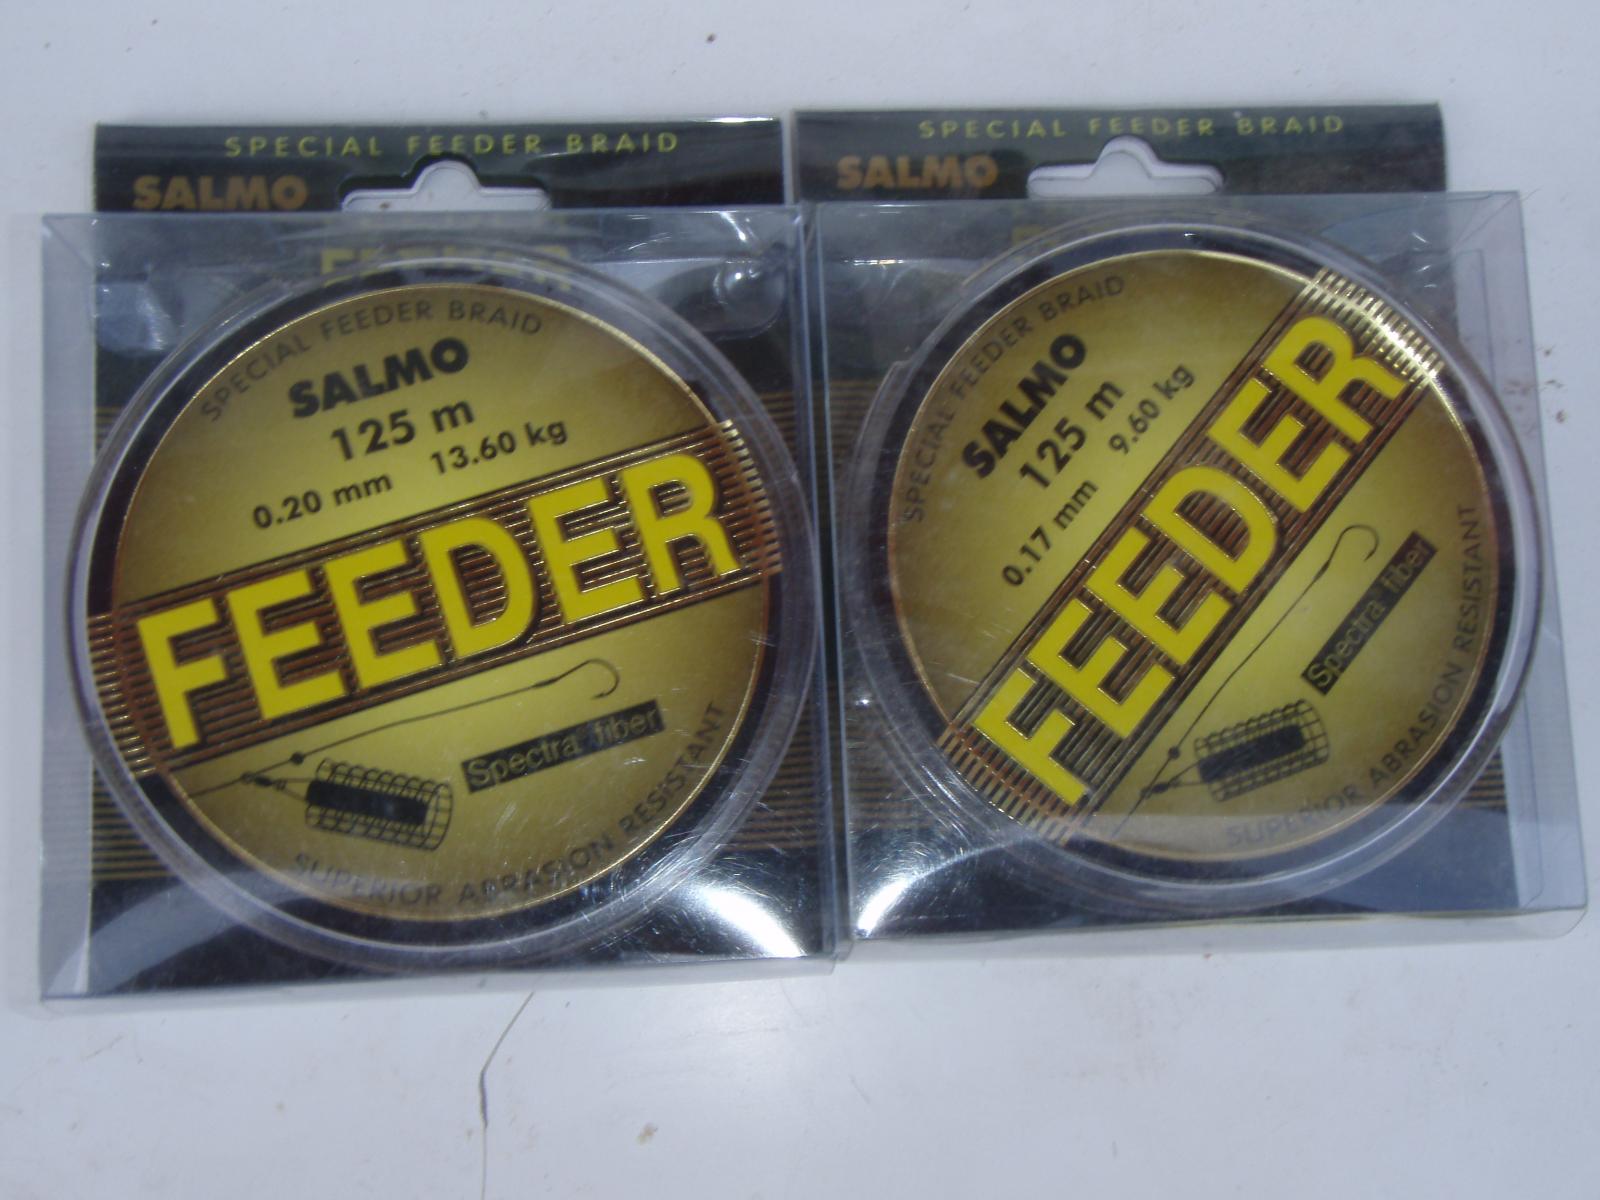 SPECIAL FEEDER BRAID
SALMO
FEEDER
SPECIAL FEEDER BRAID
SALMO
125 m
0.20 mm 13.60 kg
FEEDER
Spectra fiber
SUPERIOR ABRASION RESISTANT
SPECIAL FEEDER BRAID
SALMO
SPECIAL FEEDER BRAID
SALMO
125 m
0.17 mm 9.60 kg
FEEDER
Spectra fiber
SUPERIOR ABRASION RESISTANT